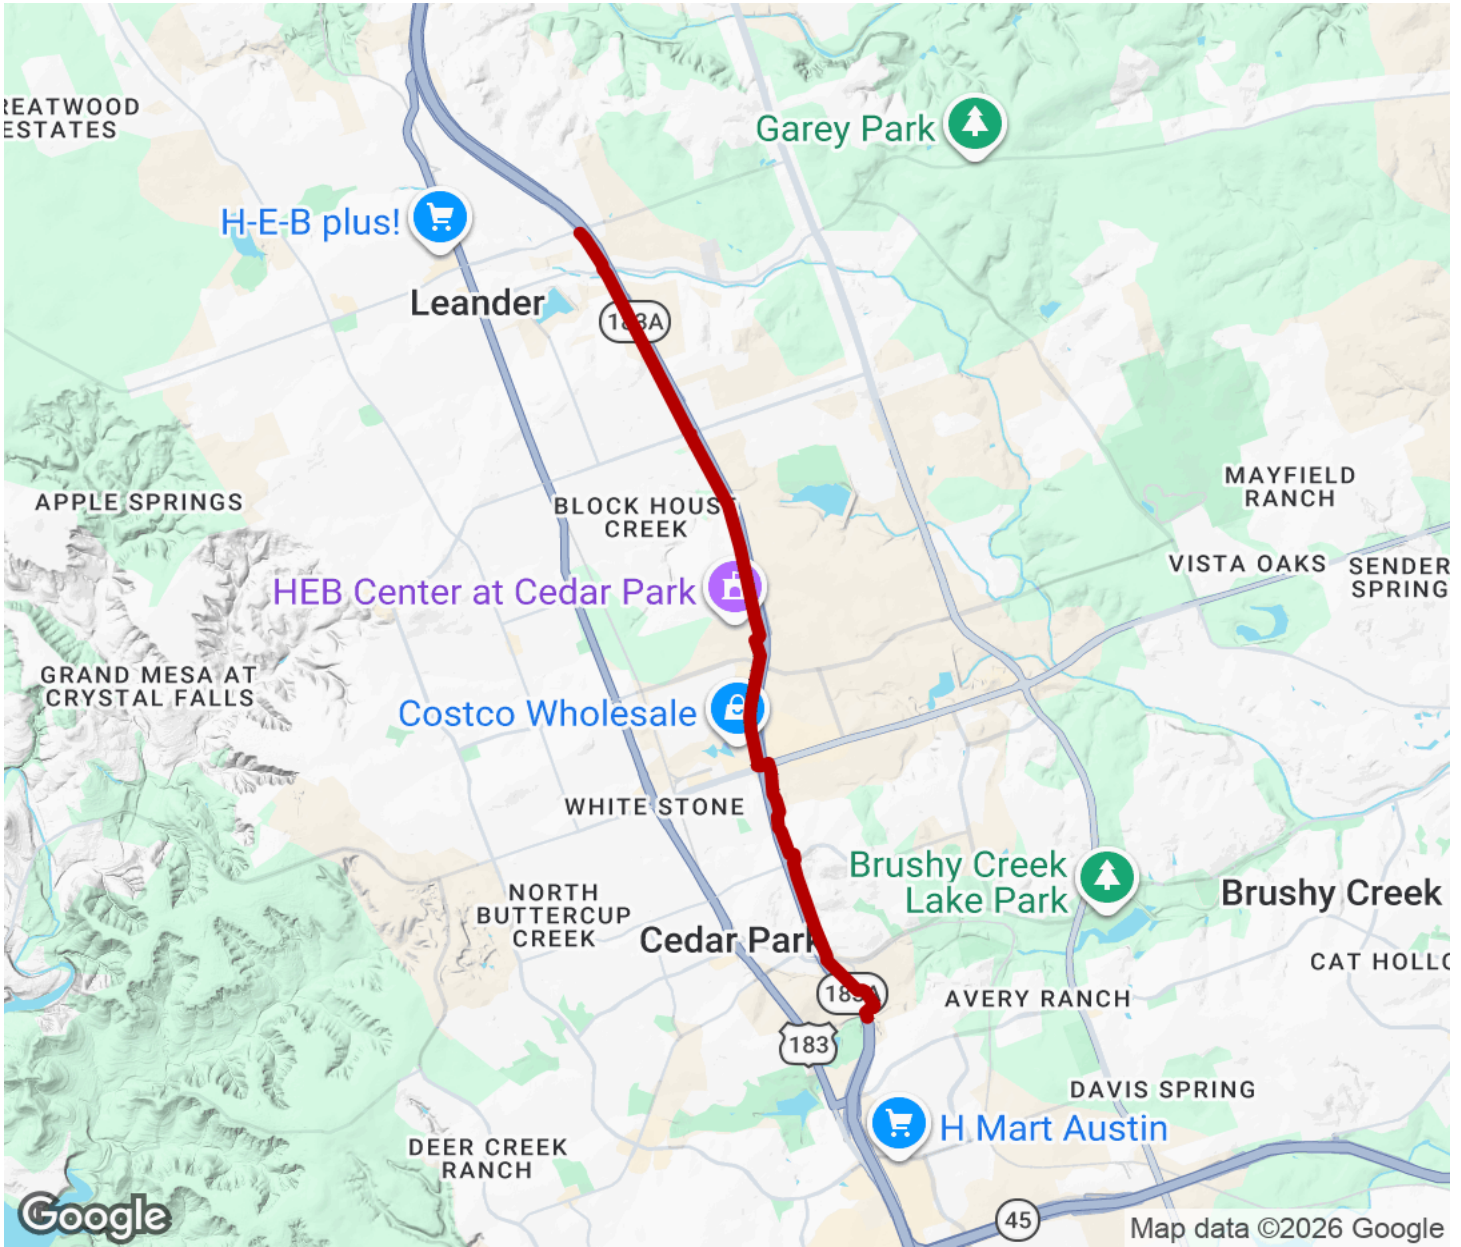 REATWOOD
ESTATES
Garey Park
H-E-B plus!
Leander
183A
MAYFIELD
RANCH
APPLE SPRINGS
BLOCK HOUS
CREEK
VISTA OAKS
SENDER
SPRING
HEB Center at Cedar Park
GRAND MESA AT
CRYSTAL FALLS
Costco Wholesale
WHITE STONE
Brushy Creek
Lake Park
Brushy Creek
NORTH
BUTTERCUP
CREEK
Cedar Park
CAT HOLLO
183A
AVERY RANCH
183
DAVIS SPRING
H Mart Austin
DEER CREEK
RANCH
Google
45
Map data ©2026 Google